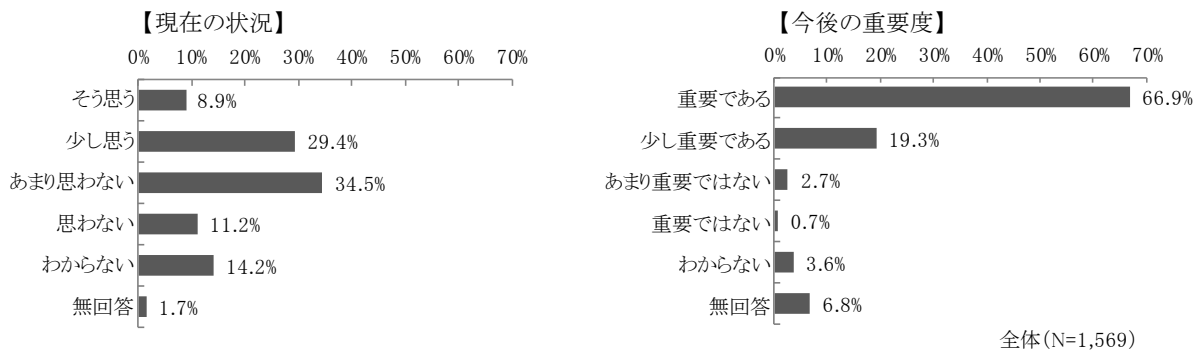 【現在の状況】
0% 10% 20% 30% 40% 50% 60% 70%
そう思う 8.9%
少し思う 29.4%
あまり思わない 34.5%
思わない 11.2%
わからない 14.2%
無回答 1.7%
【今後の重要度】
0% 10% 20% 30% 40% 50% 60% 70%
重要である 66.9%
少し重要である 19.3%
あまり重要ではない 2.7%
重要ではない 0.7%
わからない 3.6%
無回答 6.8%
全体(N=1,569)